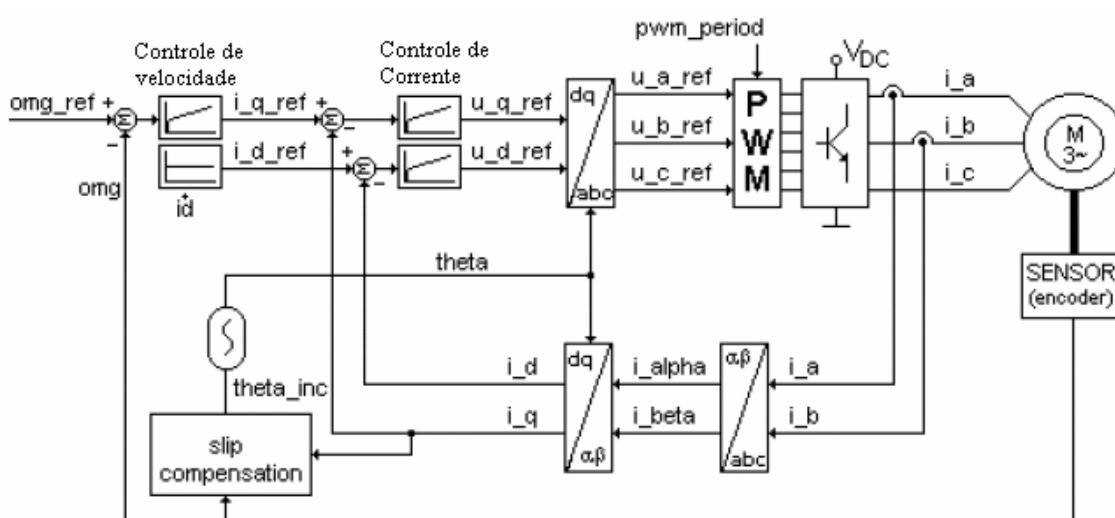 pwm_period
Controle de
velocidade
Controle de
Corrente
VDC
omg_ref
+
-
Σ
i_q_ref
+
-
Σ
u_q_ref
dq
abc
u_a_ref
u_b_ref
u_c_ref
P
W
M
i_a
i_b
i_c
M
3~
i_d_ref
+
-
Σ
u_d_ref
omg
id
theta
SENSOR
(encoder)
theta_inc
i_d
i_q
dq
αβ
i_alpha
i_beta
αβ
abc
i_a
i_b
slip
compensation